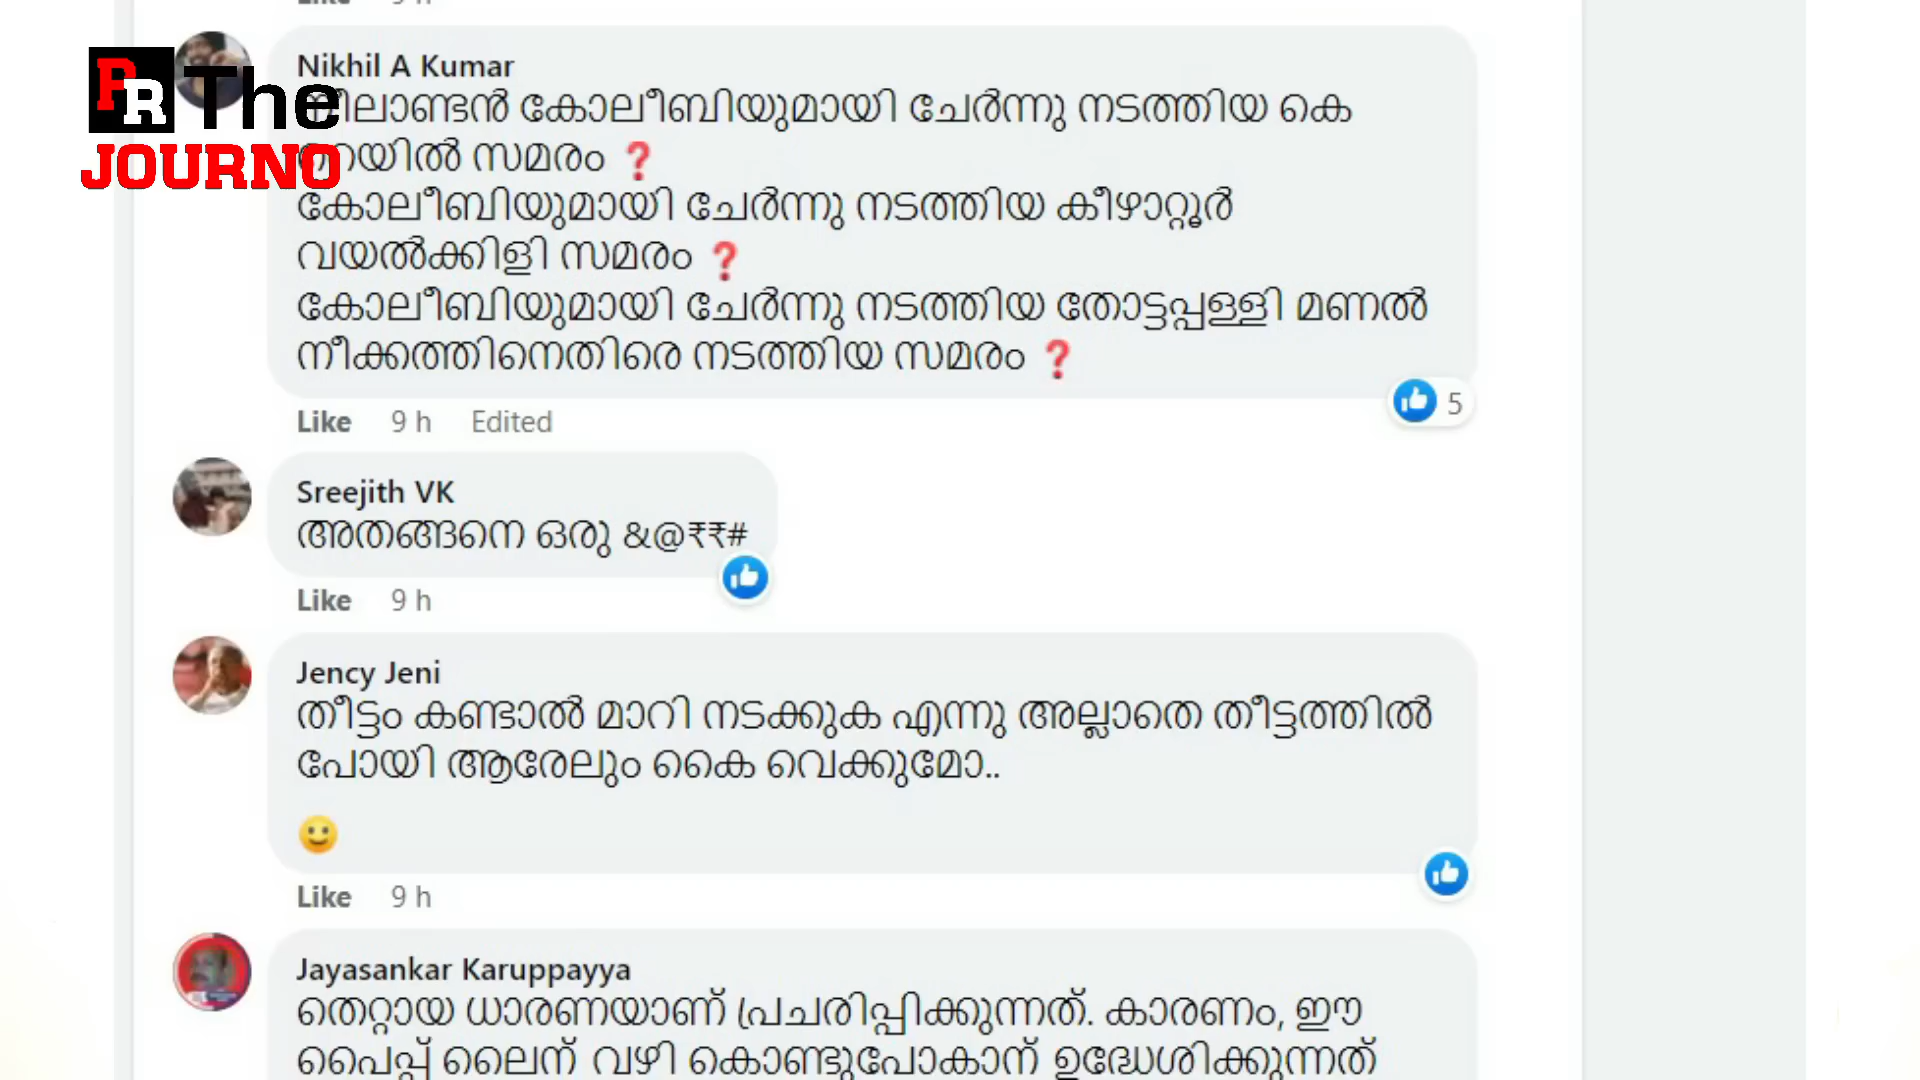 PR The
JOURNO
Nikhil A Kumar
കോലീബിയുമായി ചേർന്നു നടത്തിയ കെ
റെയിൽ സമരം ❓
കോലീബിയുമായി ചേർന്നു നടത്തിയ കീഴാറ്റൂർ
വയൽക്കിളി സമരം ❓
കോലീബിയുമായി ചേർന്നു നടത്തിയ തോട്ടപ്പള്ളി മണൽ
നീക്കത്തിനെതിരെ നടത്തിയ സമരം ❓
5
Like 9 h Edited
Sreejith VK
അതങ്ങനെ ഒരു &@₹₹#
Like 9 h
Jency Jeni
തീട്ടം കണ്ടാൽ മാറി നടക്കുക എന്നു അല്ലാതെ തീട്ടത്തിൽ
പോയി ആരേലും കൈ വെക്കുമോ..
🙂
Like 9 h
Jayasankar Karuppayya
തെറ്റായ ധാരണയാണ് പ്രചരിപ്പിക്കുന്നത്. കാരണം, ഈ
പൈപ്പ് ലൈന് വഴി കൊണ്ടുപോകാന് ഉദ്ധേശിക്കുന്നത്